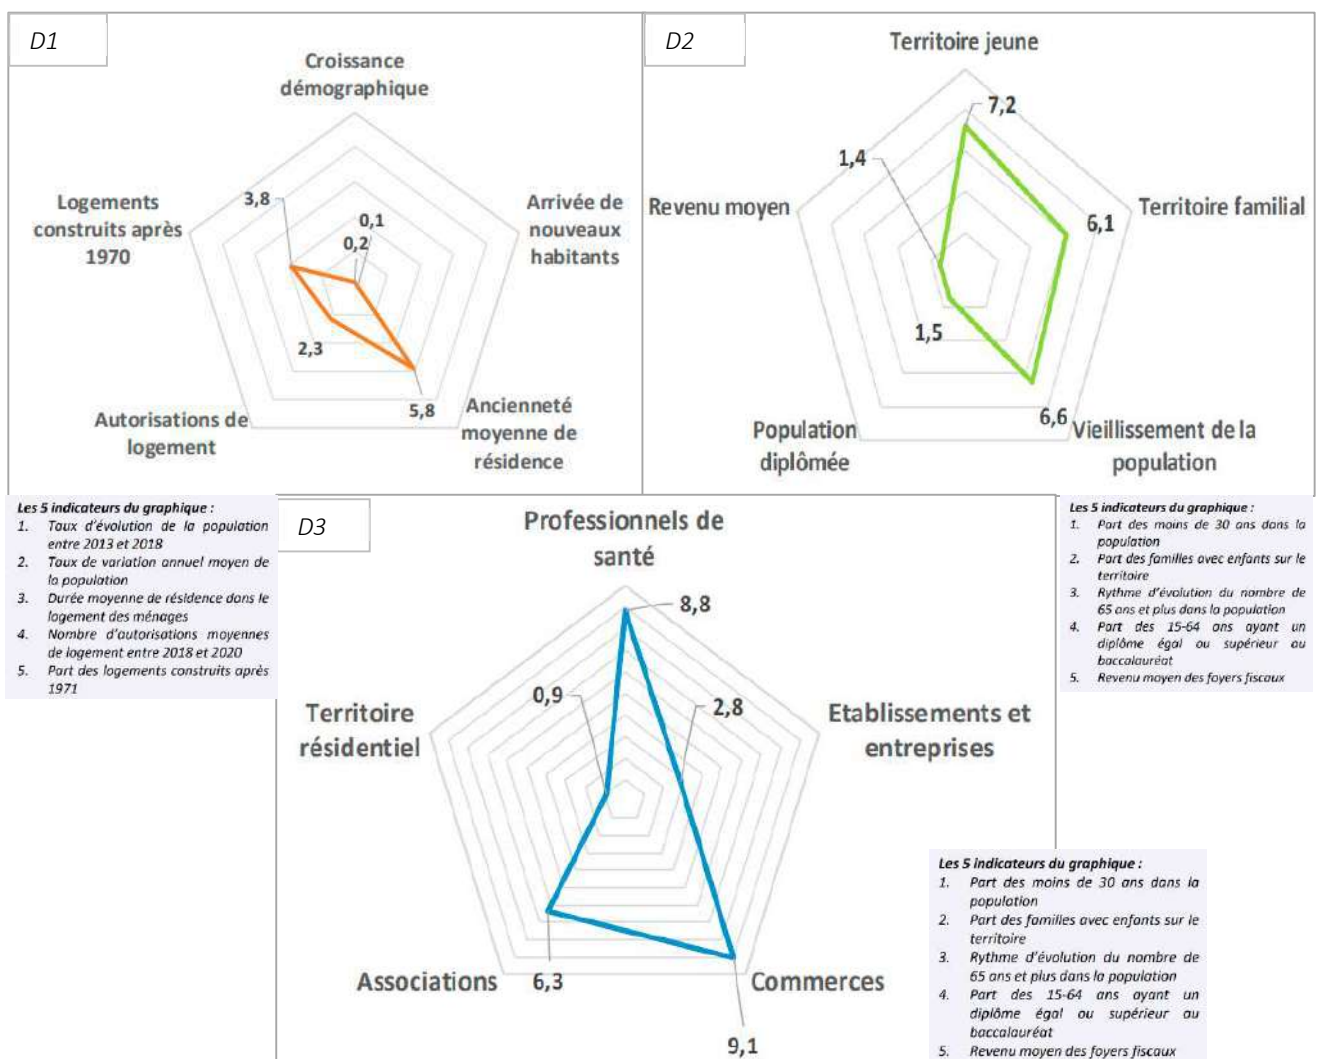 D1
Croissance
démographique
Logements
construits après
1970
3,8
0,1
0,2
Arrivée de
nouveaux
habitants
2,3
5,8
Autorisations de
logement
Ancienneté
moyenne de
résidence
D2
Territoire jeune
7,2
1,4
Revenu moyen
6,1
Territoire familial
1,5
6,6
Population
diplômée
Vieillissement de la
population
Les 5 indicateurs du graphique :
1. Taux d'évolution de la population
entre 2013 et 2018
2. Taux de variation annuel moyen de
la population
3. Durée moyenne de résidence dans le
logement des ménages
4. Nombre d'autorisations moyennes
de logement entre 2018 et 2020
5. Part des logements construits après
1971
D3
Professionnels de
santé
8,8
0,9
2,8
Territoire
résidentiel
Etablissements et
entreprises
Associations
6,3
Commerces
9,1
Les 5 indicateurs du graphique :
1. Part des moins de 30 ans dans la
population
2. Part des familles avec enfants sur le
territoire
3. Rythme d'évolution du nombre de
65 ans et plus dans la population
4. Part des 15-64 ans ayant un
diplôme égal ou supérieur au
baccalauréat
5. Revenu moyen des foyers fiscaux
Les 5 indicateurs du graphique :
1. Part des moins de 30 ans dans la
population
2. Part des familles avec enfants sur le
territoire
3. Rythme d'évolution du nombre de
65 ans et plus dans la population
4. Part des 15-64 ans ayant un
diplôme égal ou supérieur au
baccalauréat
5. Revenu moyen des foyers fiscaux